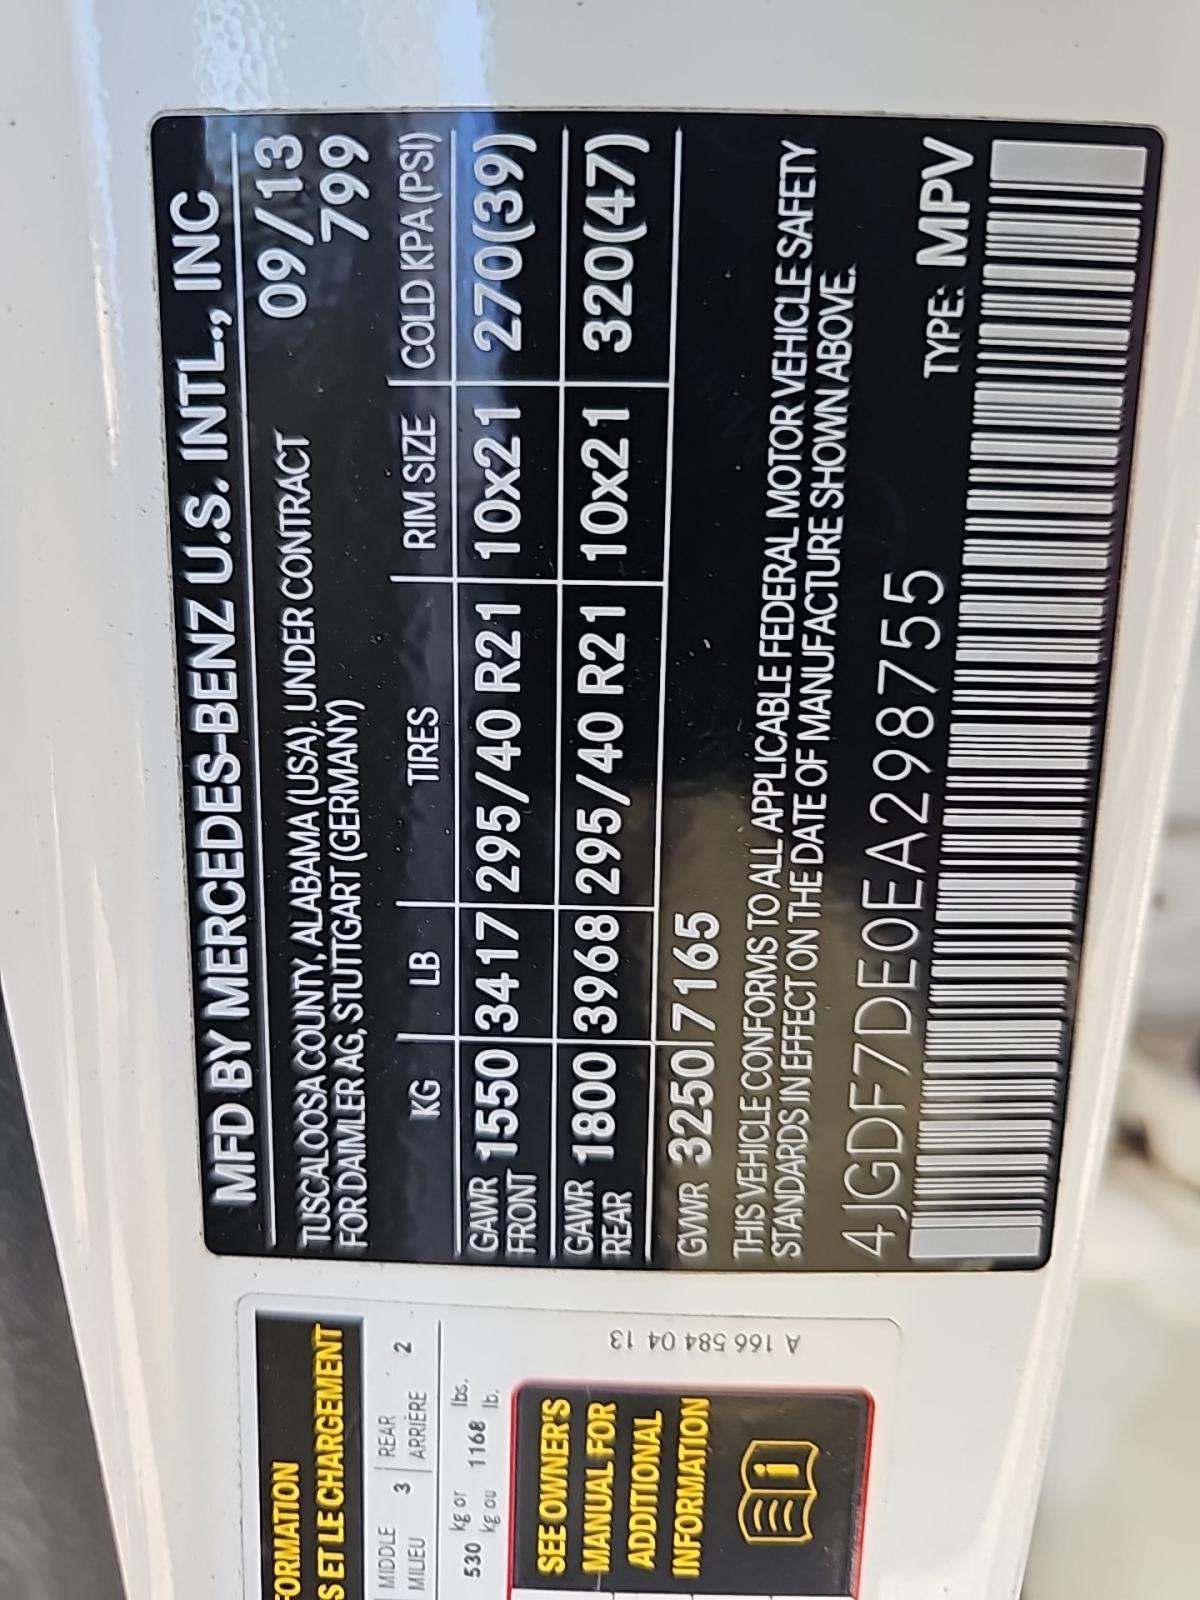 MFD BY MERCEDES-BENZ U.S. INTL., INC
09/13
TUSCALOOSA COUNTY, ALABAMA (USA). UNDER CONTRACT 799
FOR DAIMLER AG, STUTTGART (GERMANY)
KG LB TIRES RIM SIZE COLD KPA (PSI)
GAWR FRONT 1550 3417 295/40 R21 10x21 270(39)
GAWR REAR 1800 3968 295/40 R21 10x21 320(47)
GVWR 3250 7165
THIS VEHICLE CONFORMS TO ALL APPLICABLE FEDERAL MOTOR VEHICLE SAFETY
STANDARDS IN EFFECT ON THE DATE OF MANUFACTURE SHOWN ABOVE.
4JGDF7DE0EA298755 TYPE: MPV
ORMATION
S ET LE CHARGEMENT
MIDDLE 3 REAR 2
MILIEU ARRIÈRE
530 kg or 1168 lbs.
kg ou lb.
SEE OWNER'S
MANUAL FOR
ADDITIONAL
INFORMATION
A 166 584 04 13